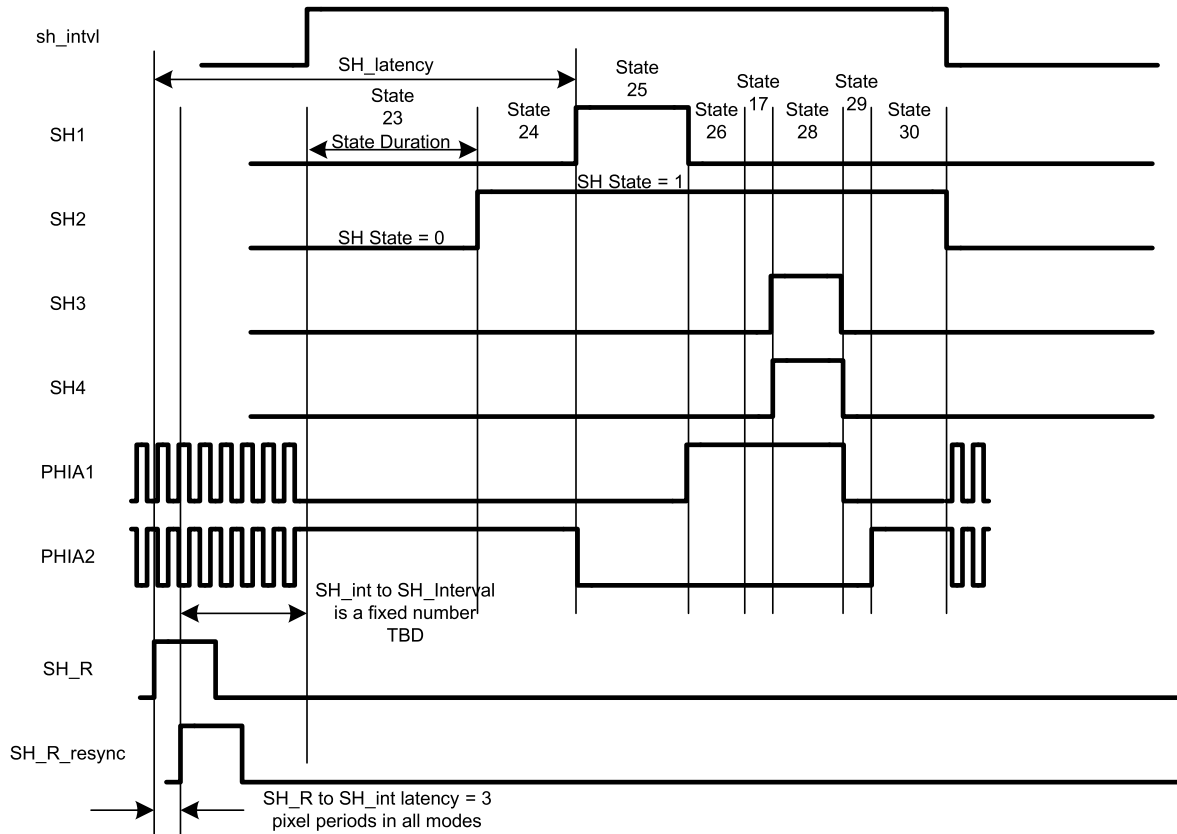 sh_intvl
SH_latency
State
23
State
24
State
25
State
26
State
17
State
28
State
29
State
30
SH1
State Duration
SH State = 1
SH2
SH State = 0
SH3
SH4
PHIA1
PHIA2
SH_int to SH_Interval
is a fixed number
TBD
SH_R
SH_R_resync
SH_R to SH_int latency = 3
pixel periods in all modes